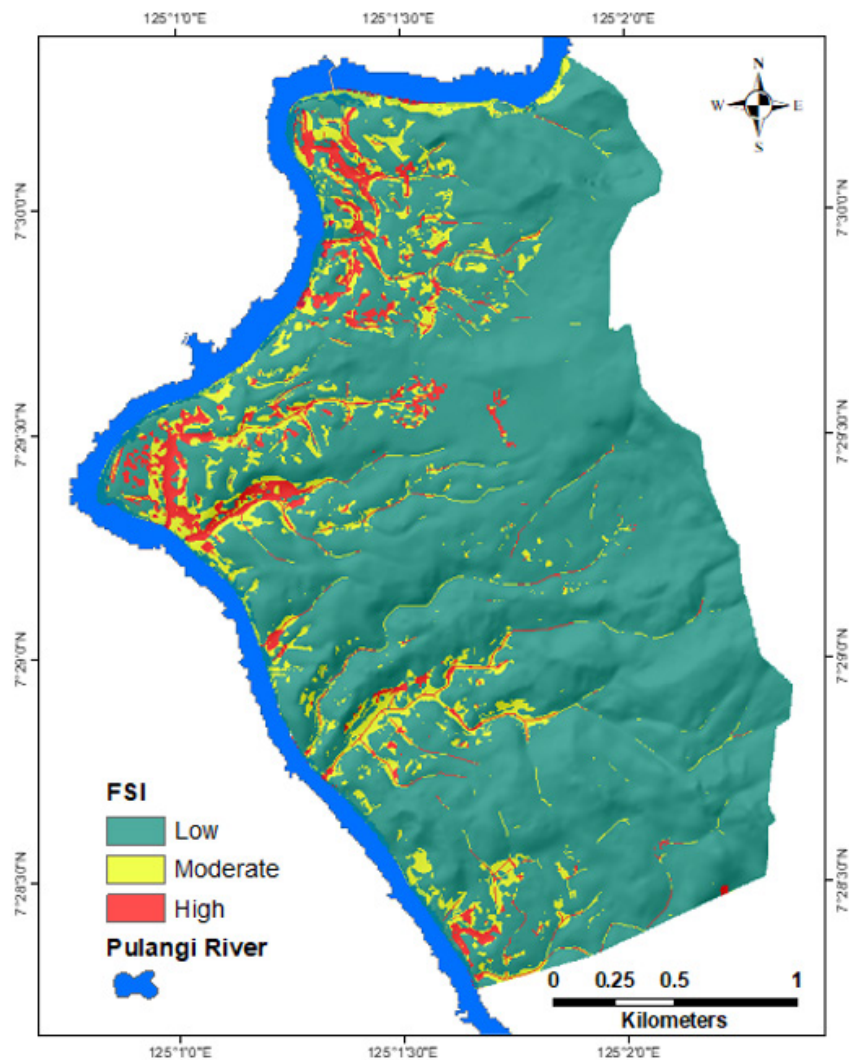 125°1'0"E 125°1'30"E 125°2'0"E
N
W E
S
7°30'0"N 7°30'0"N
7°29'30"N 7°29'30"N
7°29'0"N 7°29'0"N
7°28'30"N 7°28'30"N
FSI
Low
Moderate
High
Pulangi River
0 0.25 0.5 1
Kilometers
125°1'0"E 125°1'30"E 125°2'0"E